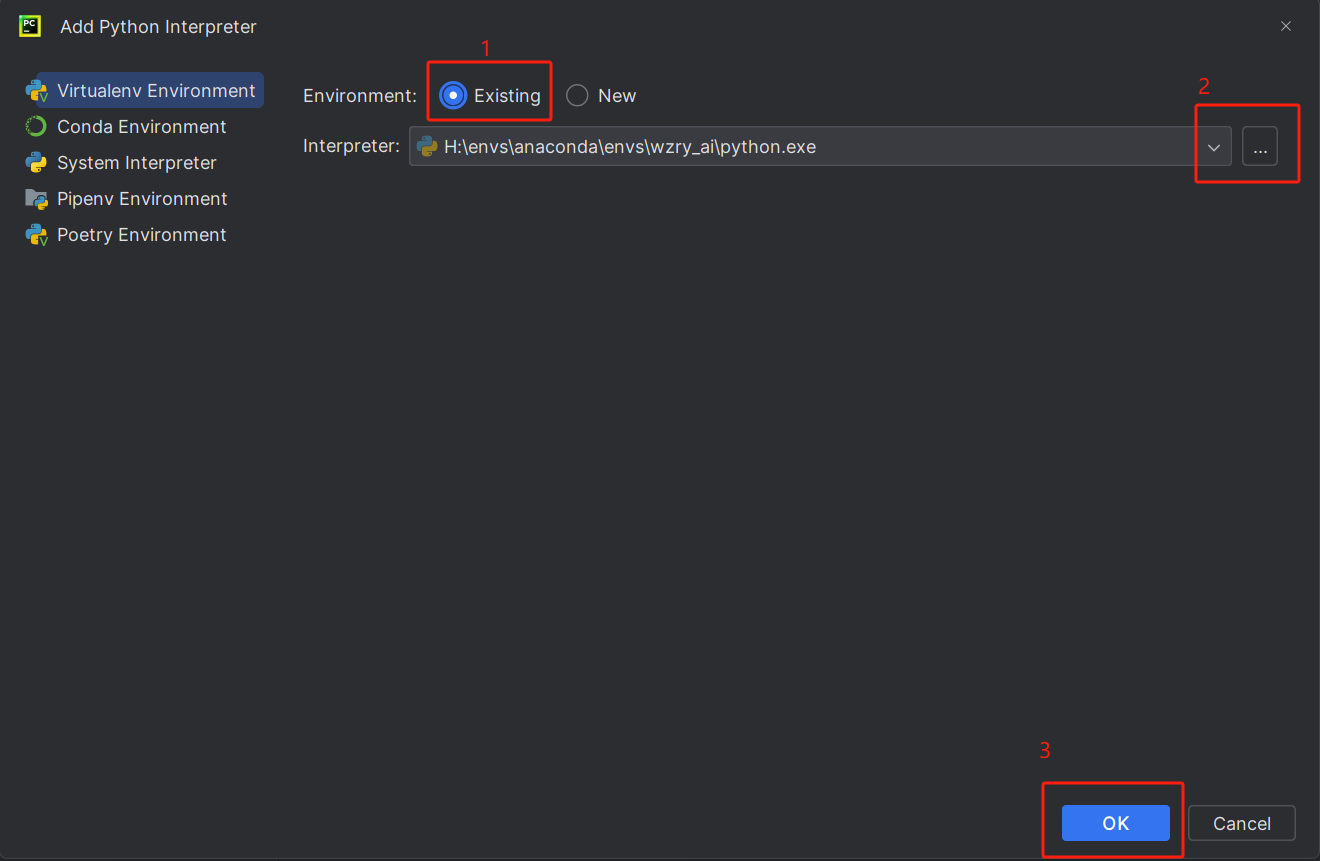 PC Add Python Interpreter
1
Virtualenv Environment
Environment: Existing New
2
Conda Environment
Interpreter: H:\envs\anaconda\envs\wzry_ai\python.exe ...
System Interpreter
Pipenv Environment
Poetry Environment
3
OK Cancel